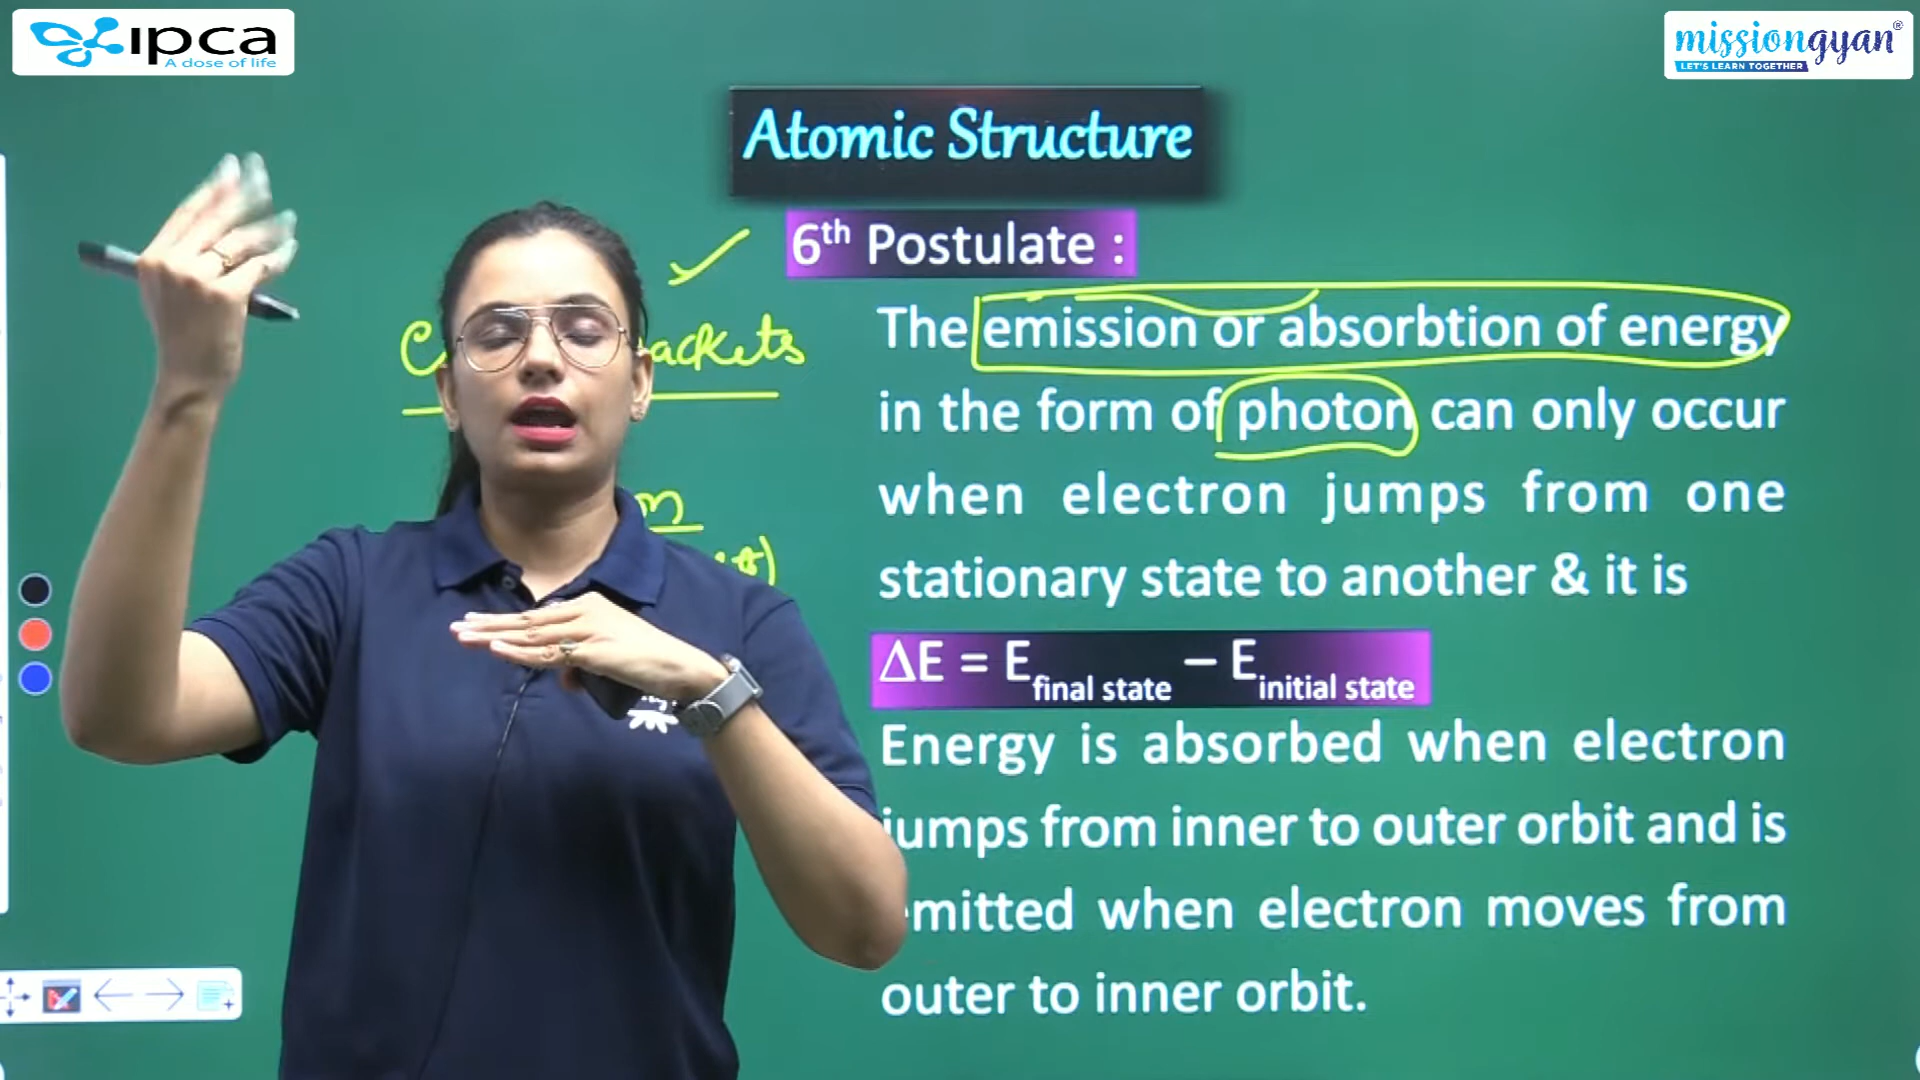 ipca
A dose of life
missiongyan®
LET'S LEARN TOGETHER
Atomic Structure
6th Postulate :
The emission or absorbtion of energy
in the form of photon can only occur
when electron jumps from one
stationary state to another & it is
ΔE = E final state – E initial state
Energy is absorbed when electron
jumps from inner to outer orbit and is
emitted when electron moves from
outer to inner orbit.